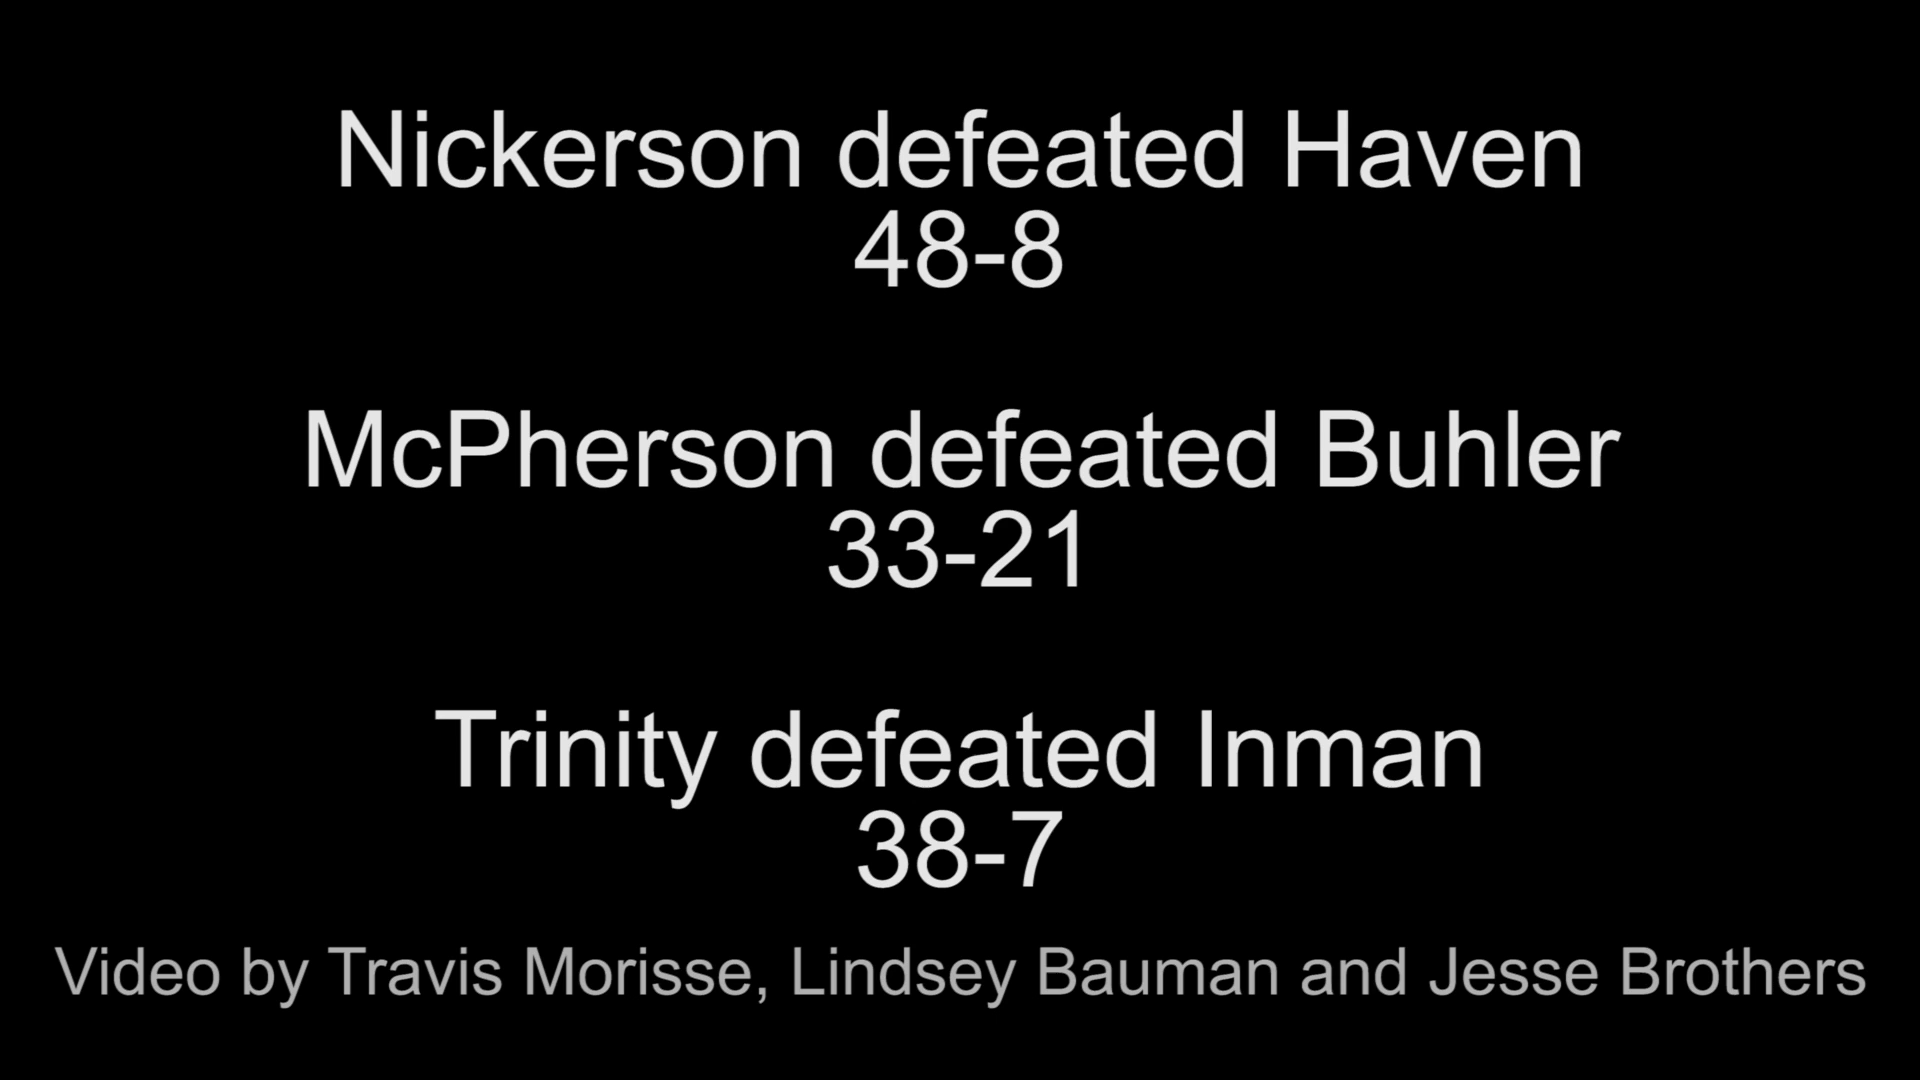 Nickerson defeated Haven
48-8
McPherson defeated Buhler
33-21
Trinity defeated Inman
38-7
Video by Travis Morisse, Lindsey Bauman and Jesse Brothers